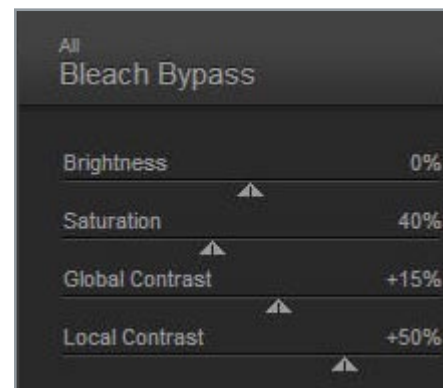 All
Bleach Bypass
Brightness 0%
Saturation 40%
Global Contrast +15%
Local Contrast +50%